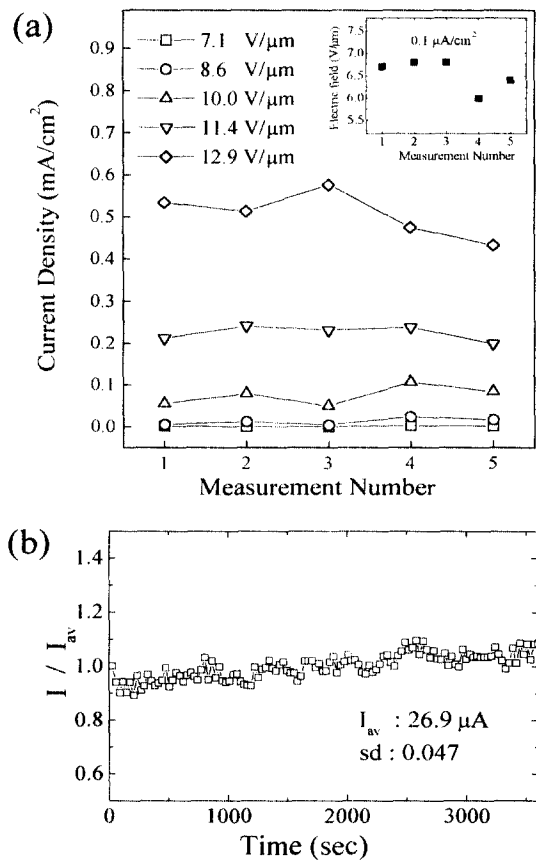 (a)
0.9
0.8
0.7
0.6
0.5
0.4
0.3
0.2
0.1
0.0
Current Density (mA/cm²)
7.1 V/μm
8.6 V/μm
10.0 V/μm
11.4 V/μm
12.9 V/μm
7.5
7.0
6.5
6.0
5.5
Electric field (V/μm)
0.1 μA/cm²
1 2 3 4 5
Measurement Number
1 2 3 4 5
Measurement Number
(b)
1.4
1.2
1.0
0.8
0.6
I / Iav
Iav : 26.9 μA
sd : 0.047
0 1000 2000 3000
Time (sec)